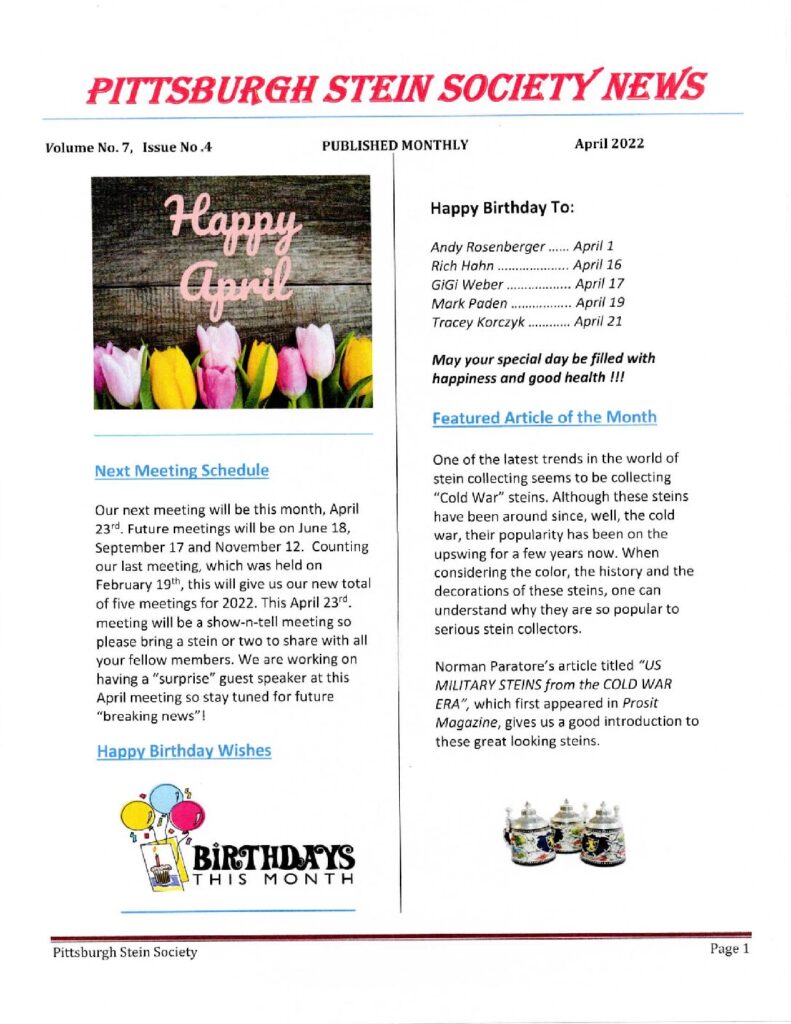 PITTSBURGH STEIN SOCIETY NEWS
Volume No. 7,   Issue No .4
PUBLISHED MONTHLY
April 2022
Happy
April
Next Meeting Schedule
Our next meeting will be this month, April
23rd. Future meetings will be on June 18,
September 17 and November 12.  Counting
our last meeting, which was held on
February 19th, this will give us our new total
of five meetings for 2022. This April 23rd.
meeting will be a show-n-tell meeting so
please bring a stein or two to share with all
your fellow members. We are working on
having a “surprise” guest speaker at this
April meeting so stay tuned for future
“breaking news”!
Happy Birthday Wishes
BIRTHDAYS
THIS MONTH
Happy Birthday To:
Andy Rosenberger ...... April 1
Rich Hahn ..................... April 16
GiGi Weber ................... April 17
Mark Paden .................. April 19
Tracey Korczyk ............ April 21
May your special day be filled with
happiness and good health !!!
Featured Article of the Month
One of the latest trends in the world of
stein collecting seems to be collecting
“Cold War” steins. Although these steins
have been around since, well, the cold
war, their popularity has been on the
upswing for a few years now. When
considering the color, the history and the
decorations of these steins, one can
understand why they are so popular to
serious stein collectors.
Norman Paratore’s article titled “US
MILITARY STEINS from the COLD WAR
ERA”, which first appeared in Prosit
Magazine, gives us a good introduction to
these great looking steins.
Pittsburgh Stein Society
Page 1